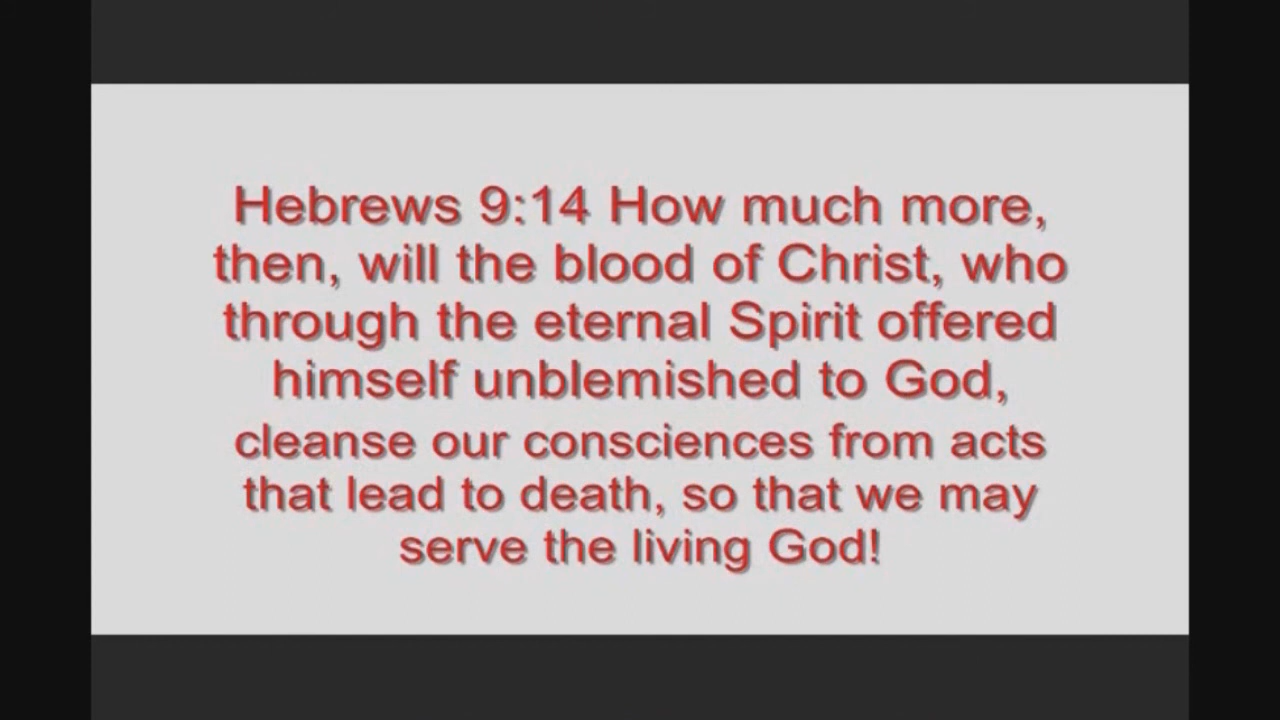 Hebrews 9:14 How much more,
then, will the blood of Christ, who
through the eternal Spirit offered
himself unblemished to God,
cleanse our consciences from acts
that lead to death, so that we may
serve the living God!